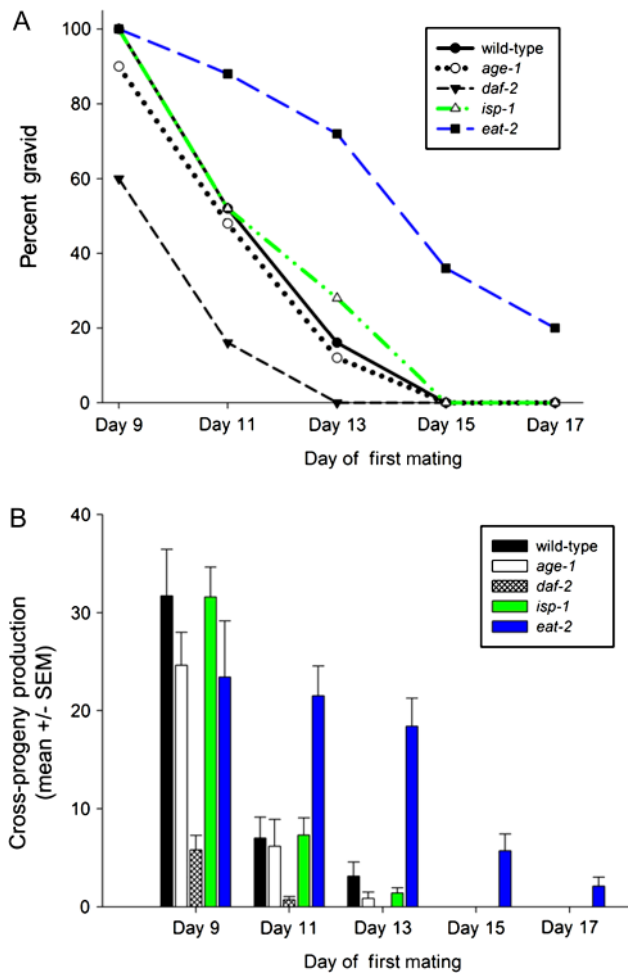 A
100
80
60
40
20
0
Percent gravid
wild-type
age-1
daf-2
isp-1
eat-2
Day 9 Day 11 Day 13 Day 15 Day 17
Day of first mating
B
40
30
20
10
0
Cross-progeny production
(mean +/- SEM)
wild-type
age-1
daf-2
isp-1
eat-2
Day 9 Day 11 Day 13 Day 15 Day 17
Day of first mating